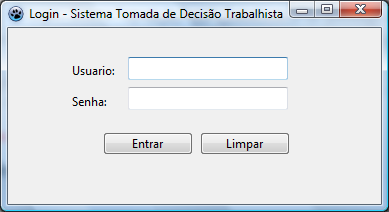 Login - Sistema Tomada de Decisão Trabalhista
Usuario:
Senha:
Entrar Limpar